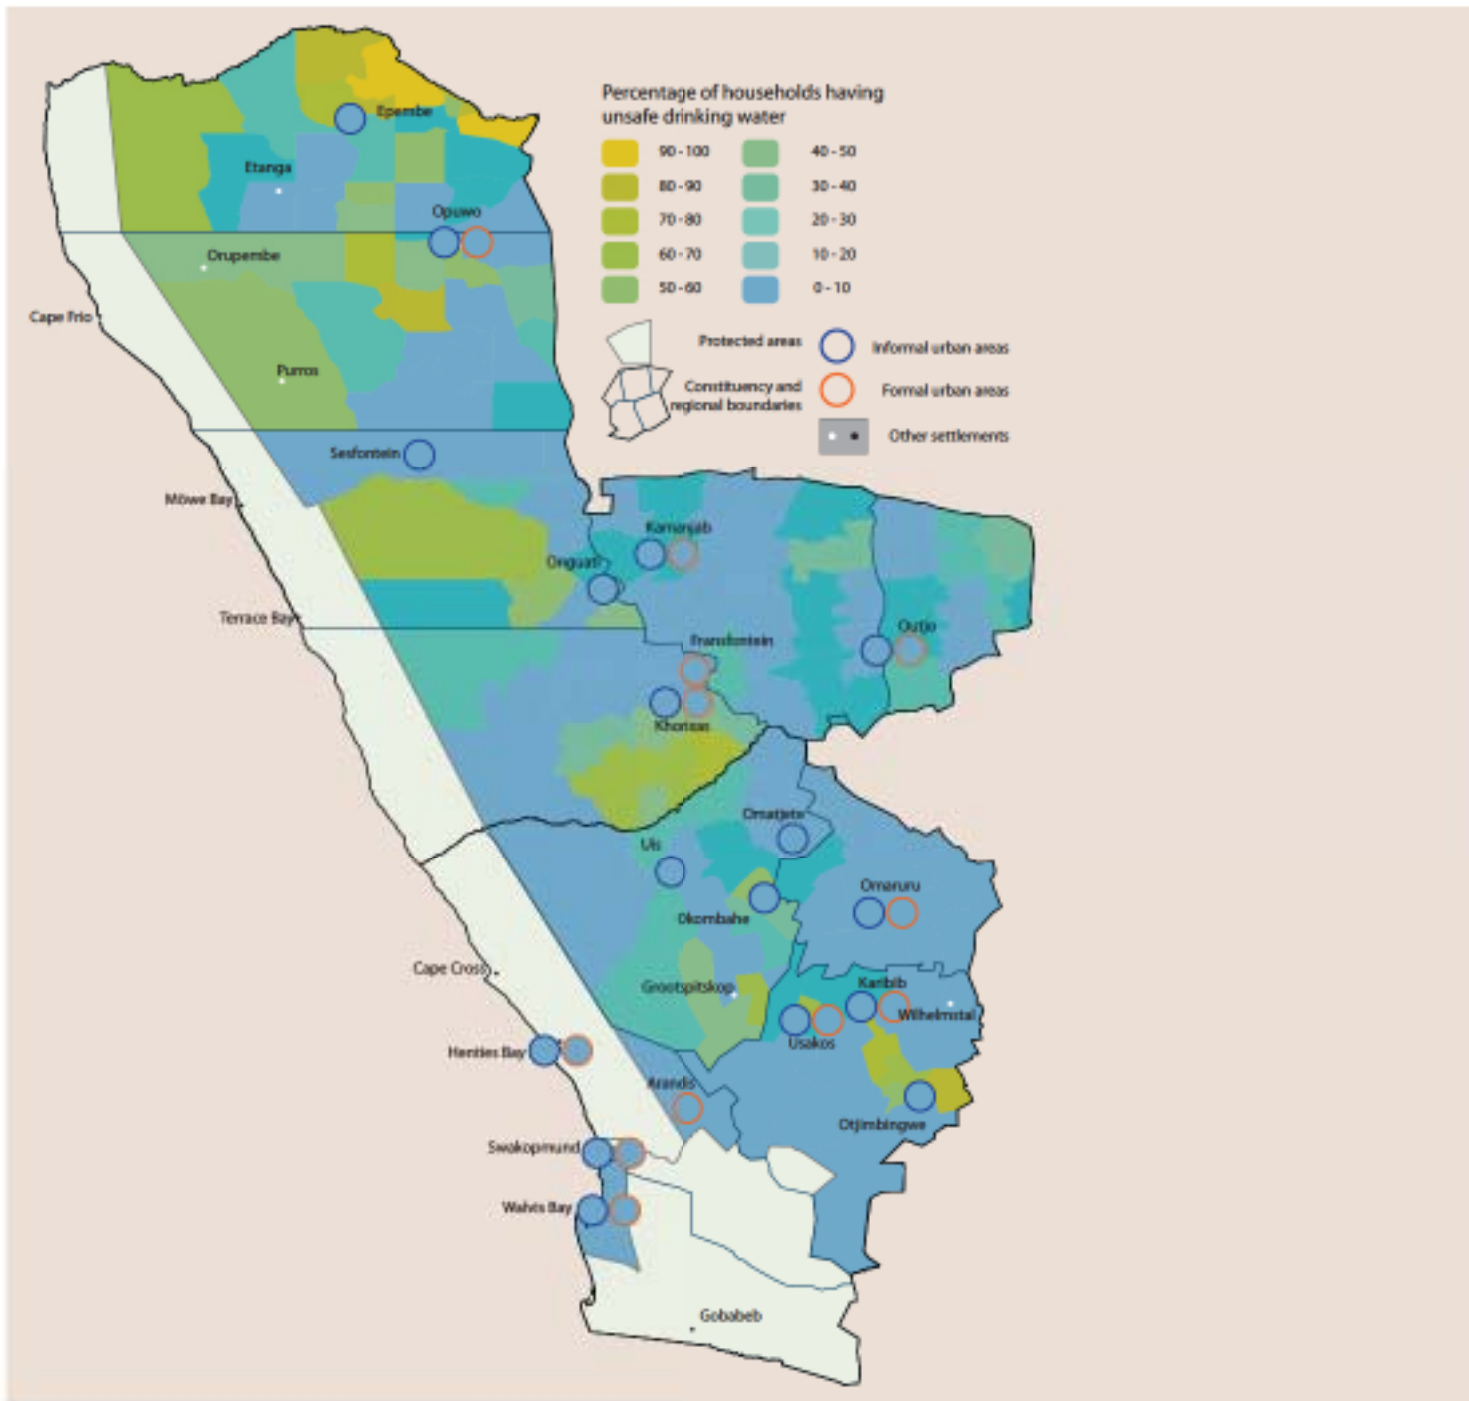 Percentage of households having
unsafe drinking water
90 - 100
40 - 50
80 - 90
30 - 40
70 - 80
20 - 30
60 - 70
10 - 20
50 - 60
0 - 10
Protected areas
Informal urban areas
Constituency and
regional boundaries
Formal urban areas
Other settlements
Epembe
Etanga
Opuwo
Orupembe
Cape Frio
Purros
Sesfontein
Möwe Bay
Kamanjab
Onguati
Terrace Bay
Outjo
Fransfontein
Khorixas
Omatjete
Uis
Omaruru
Okombahe
Cape Cross
Grootspitskop
Karibib
Wilhelmstal
Usakos
Henties Bay
Arandis
Otjimbingwe
Swakopmund
Walvis Bay
Gobabeb